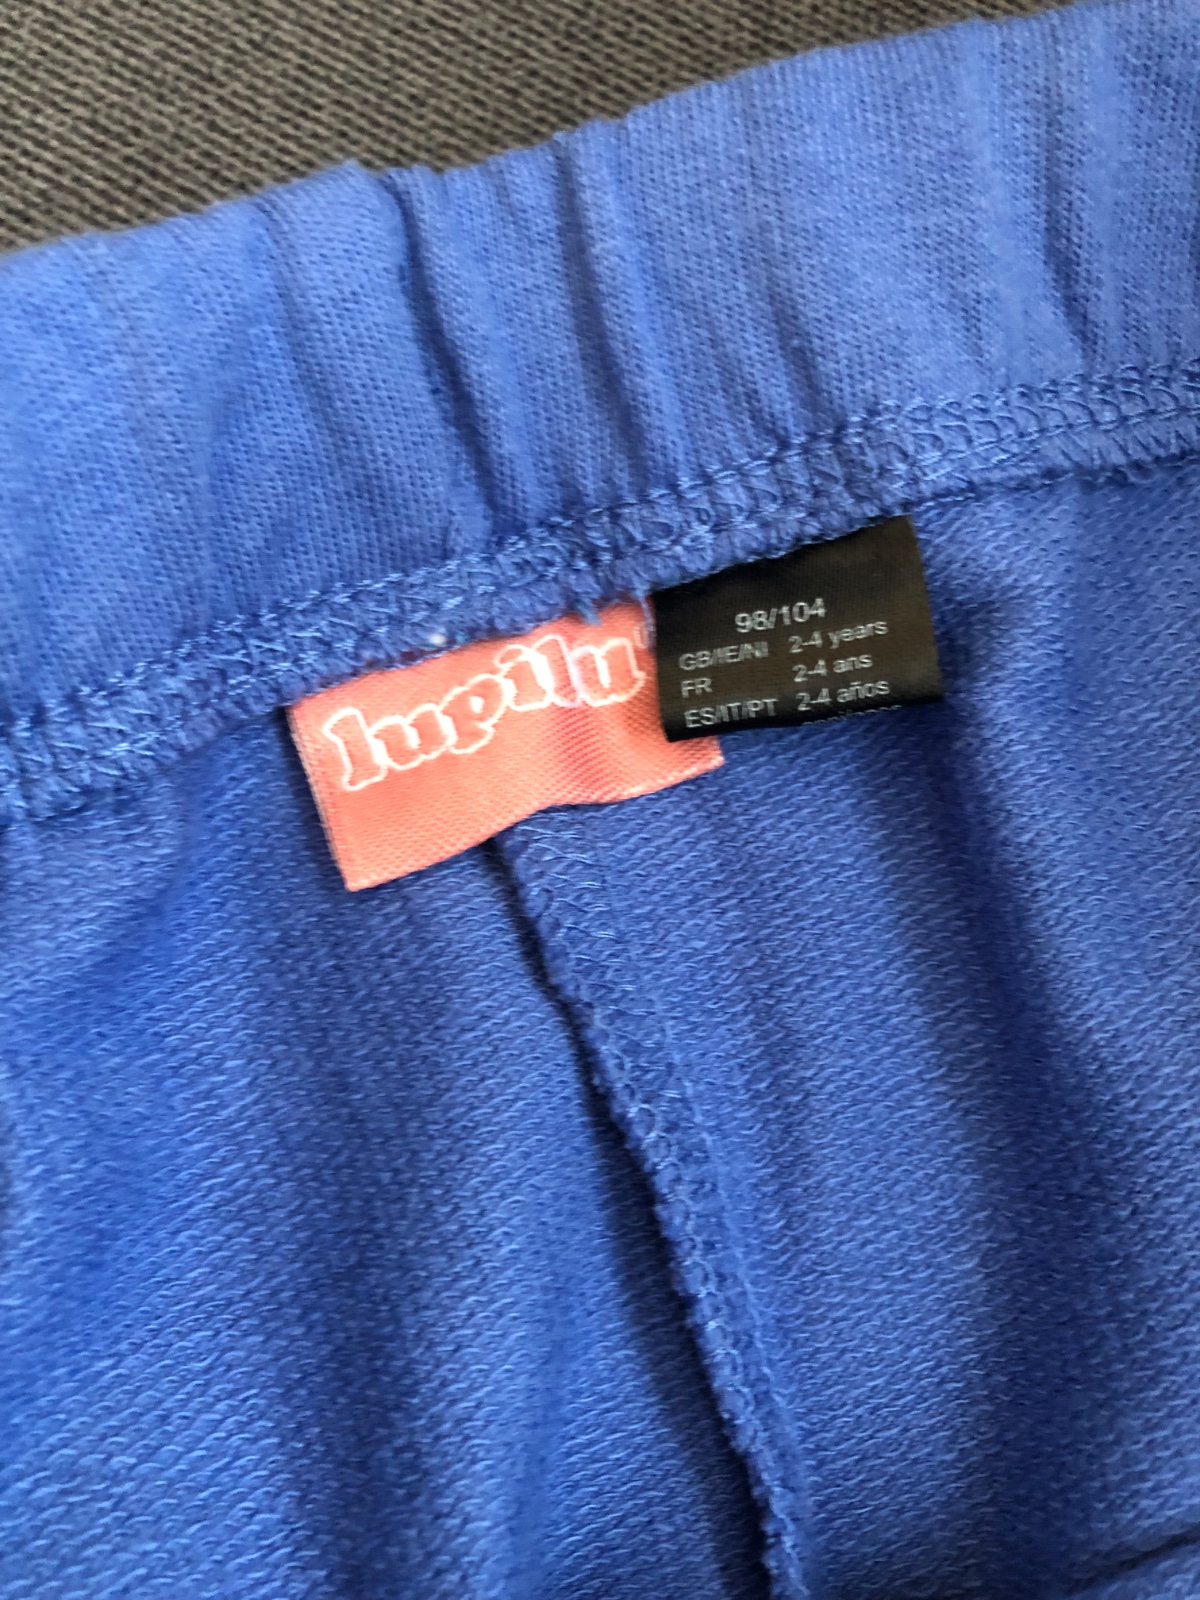 lupilu
98/104
GB/IE/NI 2-4 years
FR 2-4 ans
ES/IT/PT 2-4 años